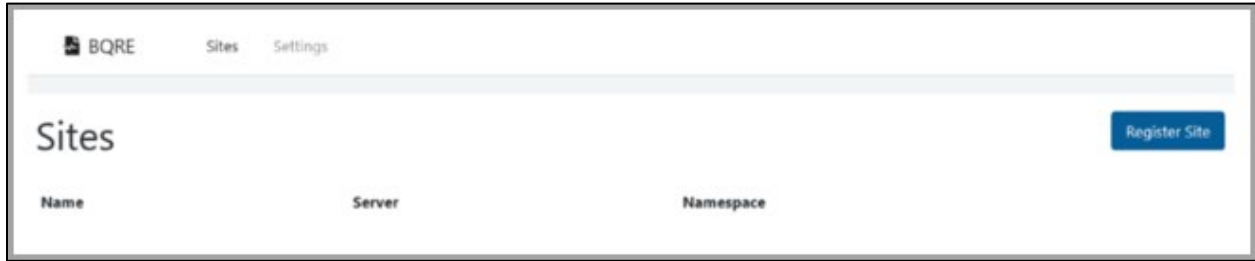 BQRE Sites Settings
Sites
Register Site
Name Server Namespace